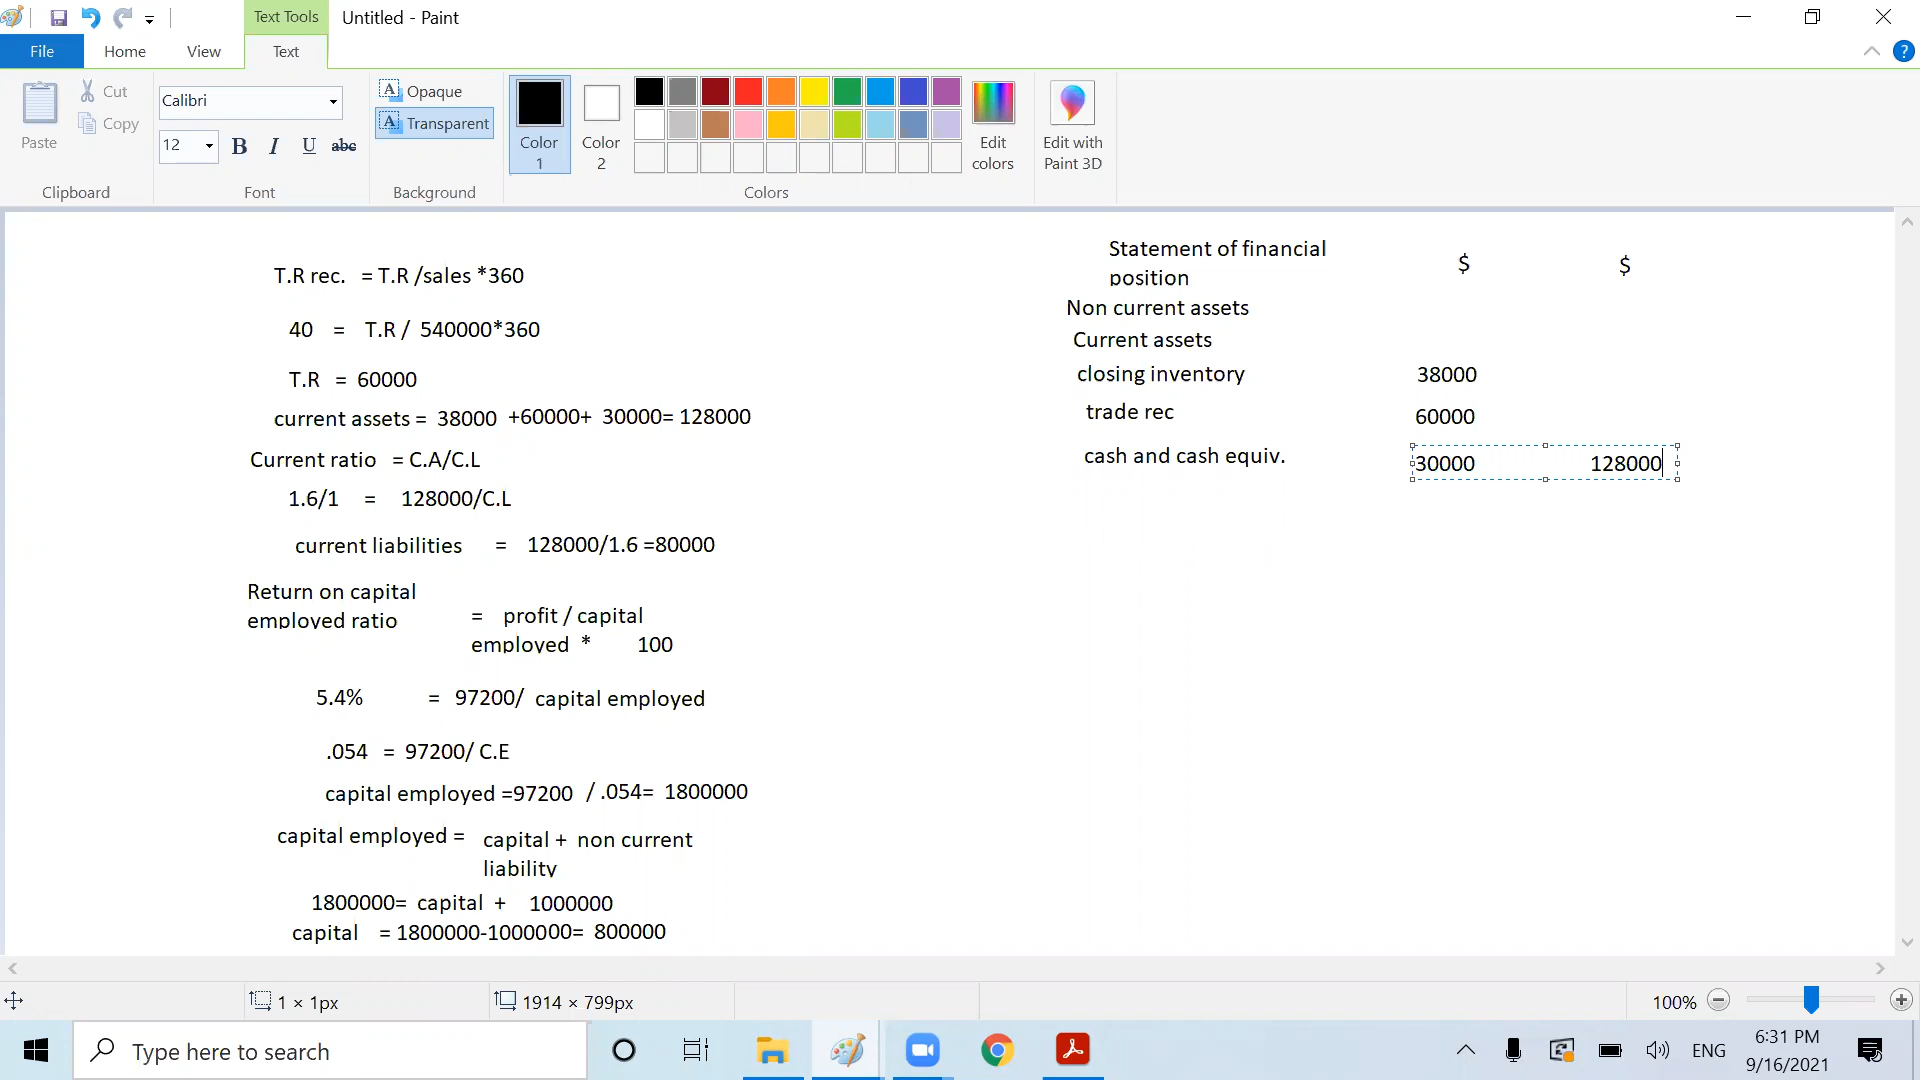 Text Tools
Untitled - Paint
File
Home
View
Text
Paste
Cut
Copy
Clipboard
Calibri
12
B I U abc
Font
Opaque
Transparent
Background
Color 1
Color 2
Colors
Edit colors
Edit with Paint 3D
T.R rec. = T.R /sales *360
40 = T.R / 540000*360
T.R = 60000
current assets = 38000 +60000+ 30000= 128000
Current ratio = C.A/C.L
1.6/1 = 128000/C.L
current liabilities = 128000/1.6 =80000
Return on capital
employed ratio
= profit / capital
employed * 100
5.4% = 97200/ capital employed
.054 = 97200/ C.E
capital employed =97200 / .054= 1800000
capital employed = capital + non current
liability
1800000= capital + 1000000
capital = 1800000-1000000= 800000
Statement of financial
position
$ $
Non current assets
Current assets
closing inventory 38000
trade rec 60000
cash and cash equiv. 30000 128000
1 × 1px
1914 × 799px
100%
Type here to search
ENG
6:31 PM
9/16/2021